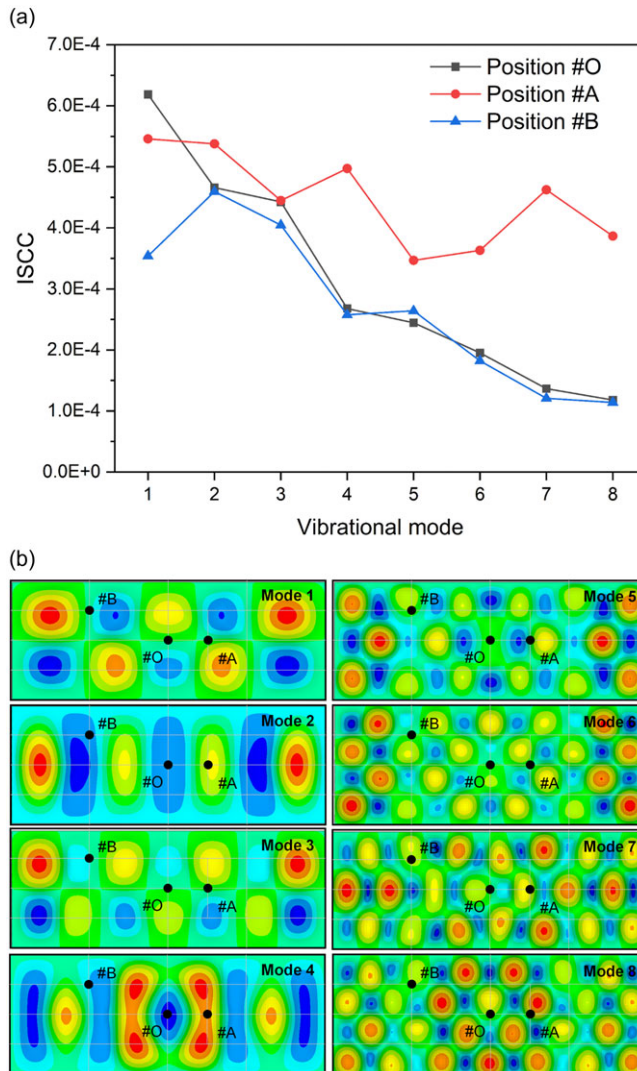 (a)
7.0E-4
6.0E-4
5.0E-4
4.0E-4
3.0E-4
2.0E-4
1.0E-4
0.0E+0
ISCC
Position #O
Position #A
Position #B
1 2 3 4 5 6 7 8
Vibrational mode
(b)
Mode 1
#B
#O
#A
Mode 2
#B
#O
#A
Mode 3
#B
#O
#A
Mode 4
#B
#O
#A
Mode 5
#B
#O
#A
Mode 6
#B
#O
#A
Mode 7
#B
#O
#A
Mode 8
#B
#O
#A